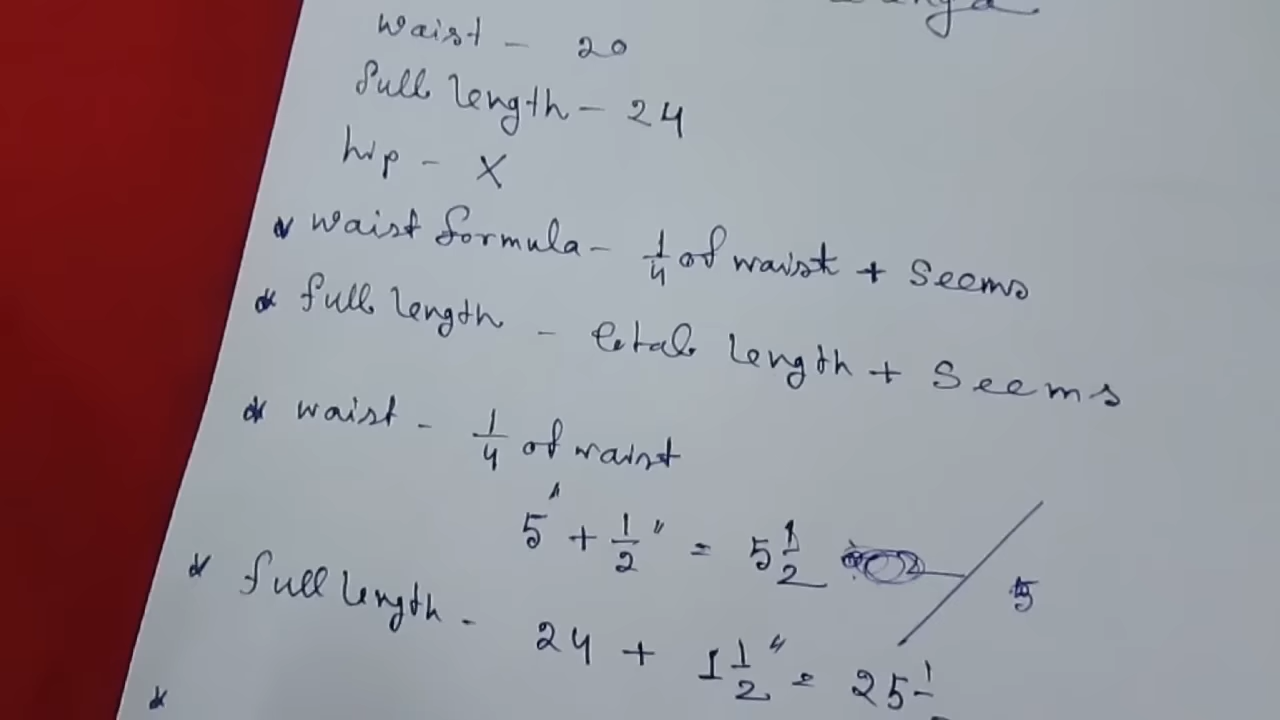 Waist - 20
full length - 24
hip - X
* Waist formula - 1/4 of waist + Seems
* full length - total length + Seems
* waist - 1/4 of waist
5" + 1/2" = 5 1/2
5
* full length - 24 + 1 1/2" = 25 1/
*